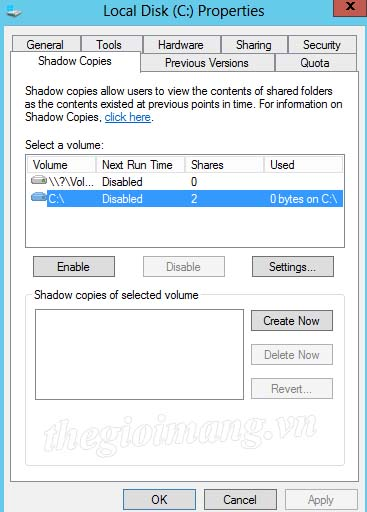 Local Disk (C:) Properties
x
General Tools Hardware Sharing Security
Shadow Copies Previous Versions Quota
Shadow copies allow users to view the contents of shared folders
as the contents existed at previous points in time. For information on
Shadow Copies, click here.
Select a volume:
Volume Next Run Time Shares Used
\\?\Vol... Disabled 0
C:\ Disabled 2 0 bytes on C:\
Enable Disable Settings...
Shadow copies of selected volume
Create Now
Delete Now
Revert...
thegioimang.vn
OK Cancel Apply